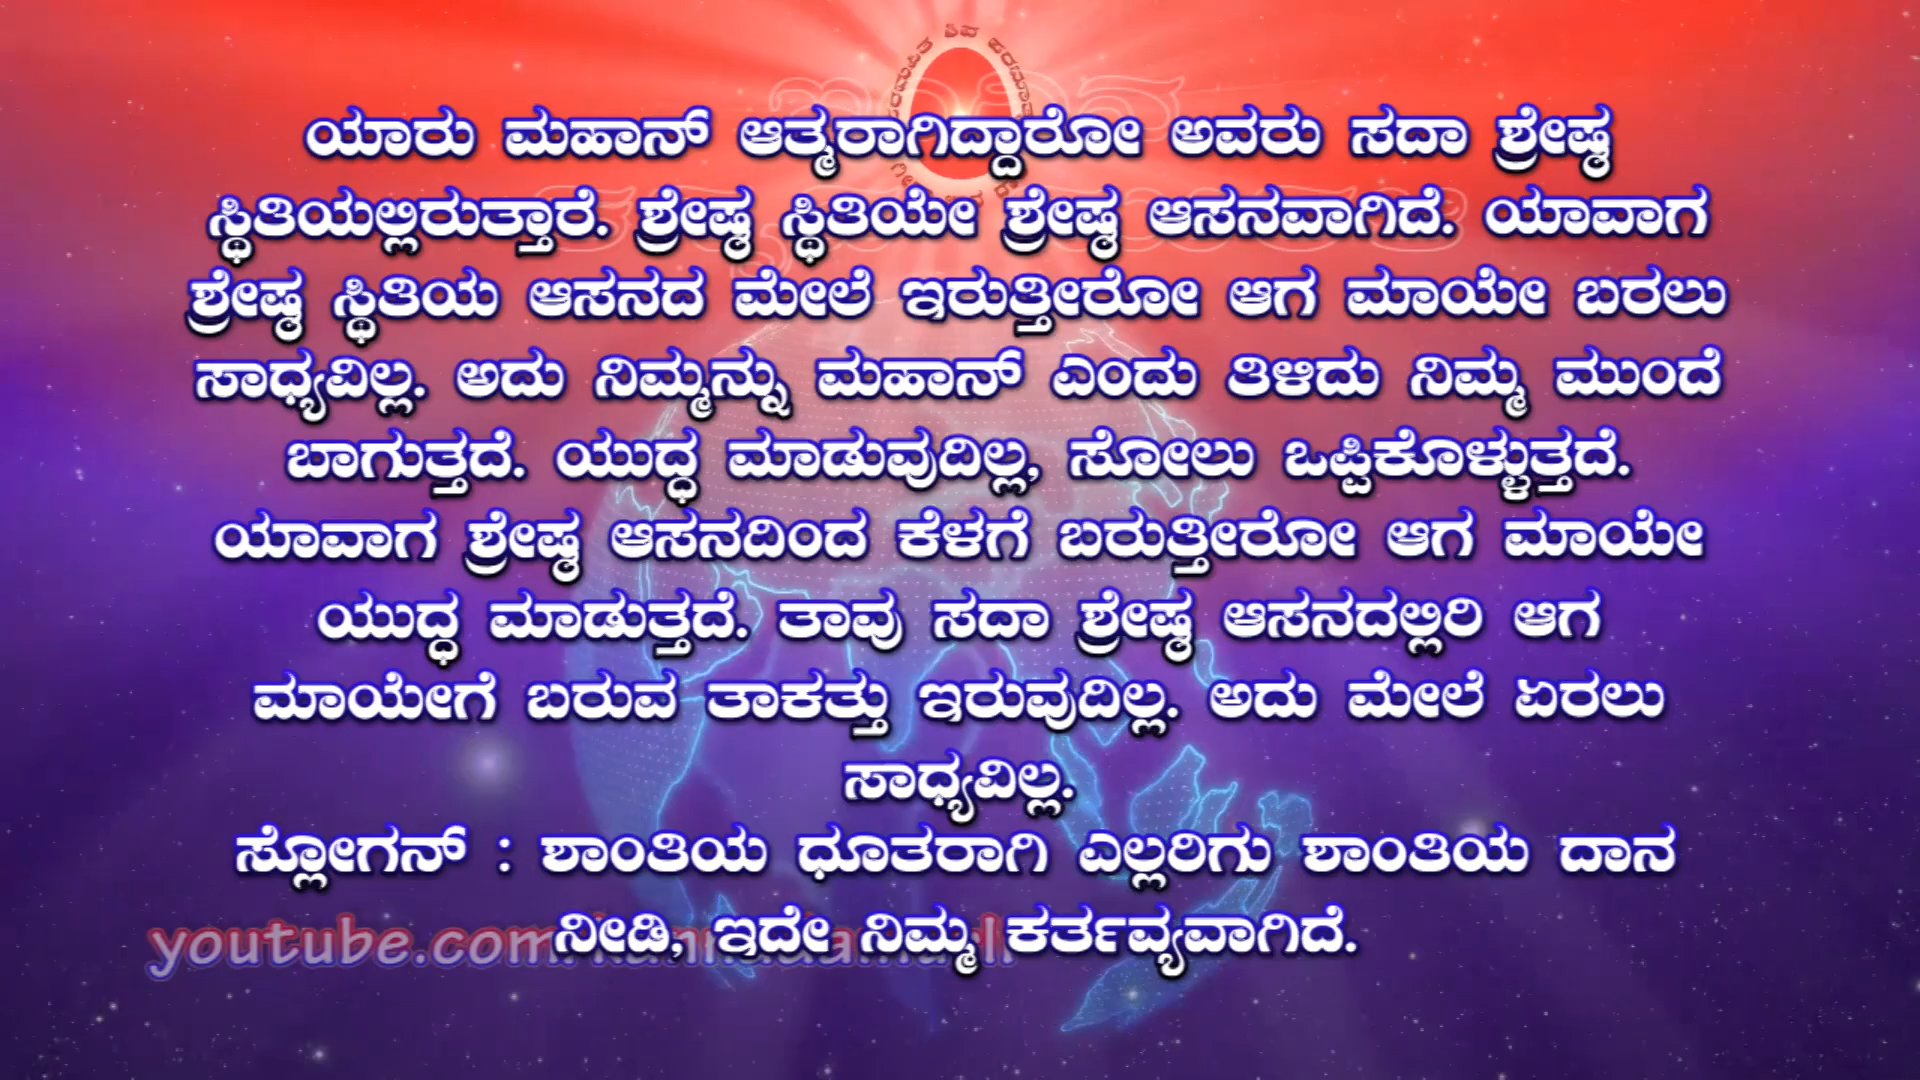 ಯಾರು ಮಹಾನ್ ಆತ್ಮರಾಗಿದ್ದಾರೋ ಅವರು ಸದಾ ಶ್ರೇಷ್ಠ
ಸ್ಥಿತಿಯಲ್ಲಿರುತ್ತಾರೆ. ಶ್ರೇಷ್ಠ ಸ್ಥಿತಿಯೇ ಶ್ರೇಷ್ಠ ಆಸನವಾಗಿದೆ. ಯಾವಾಗ
ಶ್ರೇಷ್ಠ ಸ್ಥಿತಿಯ ಆಸನದ ಮೇಲೆ ಇರುತ್ತೀರೋ ಆಗ ಮಾಯೇ ಬರಲು
ಸಾಧ್ಯವಿಲ್ಲ. ಅದು ನಿಮ್ಮನ್ನು ಮಹಾನ್ ಎಂದು ತಿಳಿದು ನಿಮ್ಮ ಮುಂದೆ
ಬಾಗುತ್ತದೆ. ಯುದ್ಧ ಮಾಡುವುದಿಲ್ಲ, ಸೋಲು ಒಪ್ಪಿಕೊಳ್ಳುತ್ತದೆ.
ಯಾವಾಗ ಶ್ರೇಷ್ಠ ಆಸನದಿಂದ ಕೆಳಗೆ ಬರುತ್ತೀರೋ ಆಗ ಮಾಯೇ
ಯುದ್ಧ ಮಾಡುತ್ತದೆ. ತಾವು ಸದಾ ಶ್ರೇಷ್ಠ ಆಸನದಲ್ಲಿರಿ ಆಗ
ಮಾಯೇಗೆ ಬರುವ ತಾಕತ್ತು ಇರುವುದಿಲ್ಲ. ಅದು ಮೇಲೆ ಏರಲು
ಸಾಧ್ಯವಿಲ್ಲ.
ಸ್ಲೋಗನ್ : ಶಾಂತಿಯ ಧೂತರಾಗಿ ಎಲ್ಲರಿಗು ಶಾಂತಿಯ ದಾನ
ನೀಡಿ, ಇದೇ ನಿಮ್ಮ ಕರ್ತವ್ಯವಾಗಿದೆ.